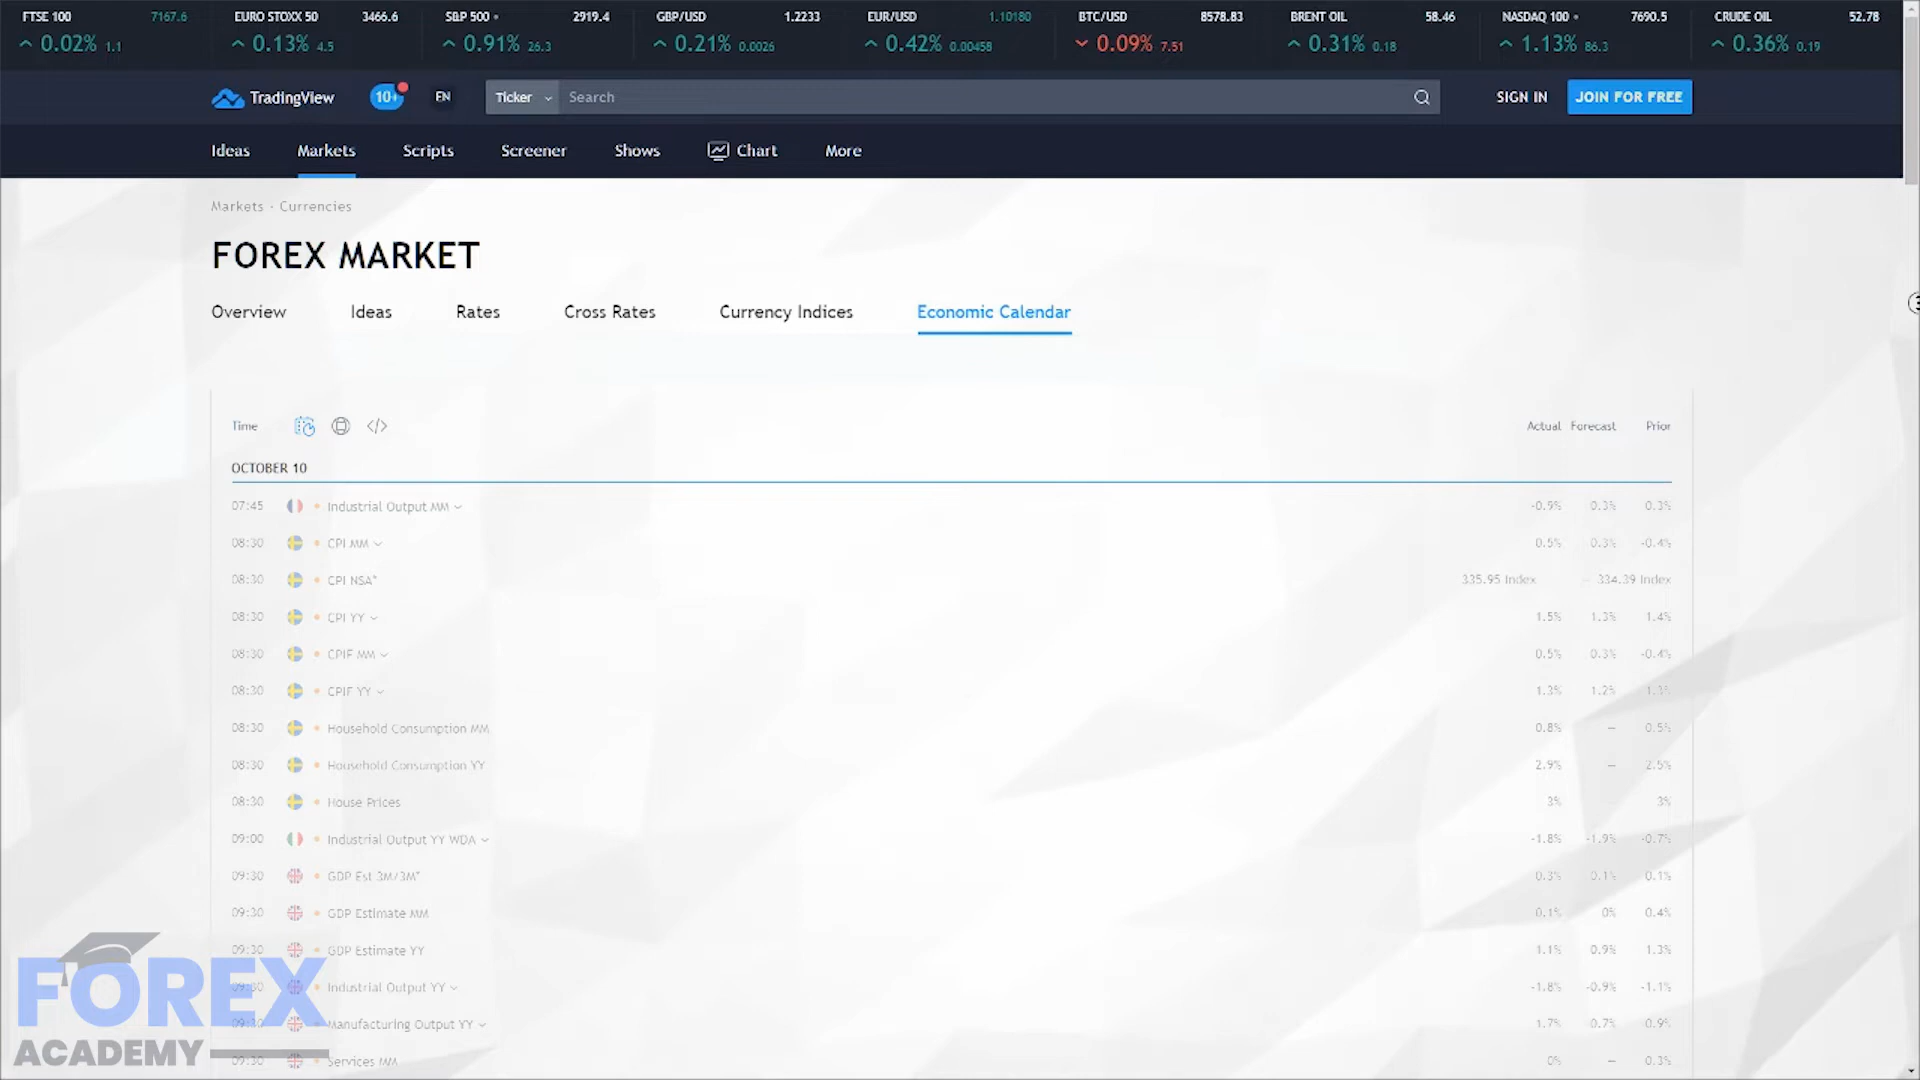 FTSE 100 7167.6 EURO STOXX 50 3466.6 S&P 500 2919.4 GBP/USD 1.2233 EUR/USD 1.10180 BTC/USD 8578.83 BRENT OIL 58.46 NASDAQ 100 7690.5 CRUDE OIL 52.78
0.02% 1.1 0.13% 4.5 0.91% 26.3 0.21% 0.0026 0.42% 0.00458 0.09% 7.51 0.31% 0.18 1.13% 86.3 0.36% 0.19
TradingView 10+ EN Ticker Search SIGN IN JOIN FOR FREE
Ideas Markets Scripts Screener Shows Chart More
Markets · Currencies
FOREX MARKET
Overview Ideas Rates Cross Rates Currency Indices Economic Calendar
Time Actual Forecast Prior
OCTOBER 10
07:45 Industrial Output MM -0.9% 0.3% 0.3%
08:30 CPI MM 0.5% 0.3% -0.4%
08:30 CPI NSA* 335.95 Index — 334.39 Index
08:30 CPI YY 1.5% 1.3% 1.4%
08:30 CPIF MM 0.5% 0.3% -0.4%
08:30 CPIF YY 1.3% 1.2% 1.3%
08:30 Household Consumption MM 0.8% — 0.5%
08:30 Household Consumption YY 2.9% — 2.5%
08:30 House Prices 3% 3%
09:00 Industrial Output YY WDA -1.8% -1.9% -0.7%
09:30 GDP Est 3M/3M* 0.3% 0.1% 0.1%
09:30 GDP Estimate MM 0.1% 0% 0.4%
09:30 GDP Estimate YY 1.1% 0.9% 1.3%
09:30 Industrial Output YY -1.8% -0.9% -1.1%
09:30 Manufacturing Output YY 1.7% 0.7% 0.9%
09:30 Services MM 0% — 0.3%
FOREX
ACADEMY